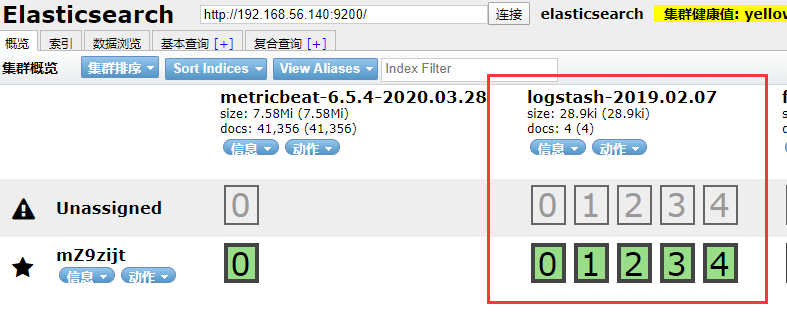 Elasticsearch http://192.168.56.140:9200/ 连接 elasticsearch 集群健康值: yellow
概览 索引 数据浏览 基本查询 [+] 复合查询 [+]
集群概览 集群排序 Sort Indices View Aliases Index Filter
metricbeat-6.5.4-2020.03.28 logstash-2019.02.07
size: 7.58Mi (7.58Mi) size: 28.9ki (28.9ki)
docs: 41,356 (41,356) docs: 4 (4)
信息 动作 信息 动作
Unassigned 0 0 1 2 3 4
mZ9zijt 0 0 1 2 3 4
信息 动作